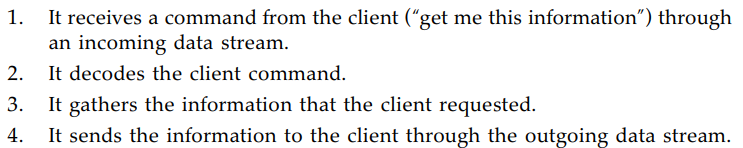 1. It receives a command from the client (“get me this information”) through
an incoming data stream.
2. It decodes the client command.
3. It gathers the information that the client requested.
4. It sends the information to the client through the outgoing data stream.